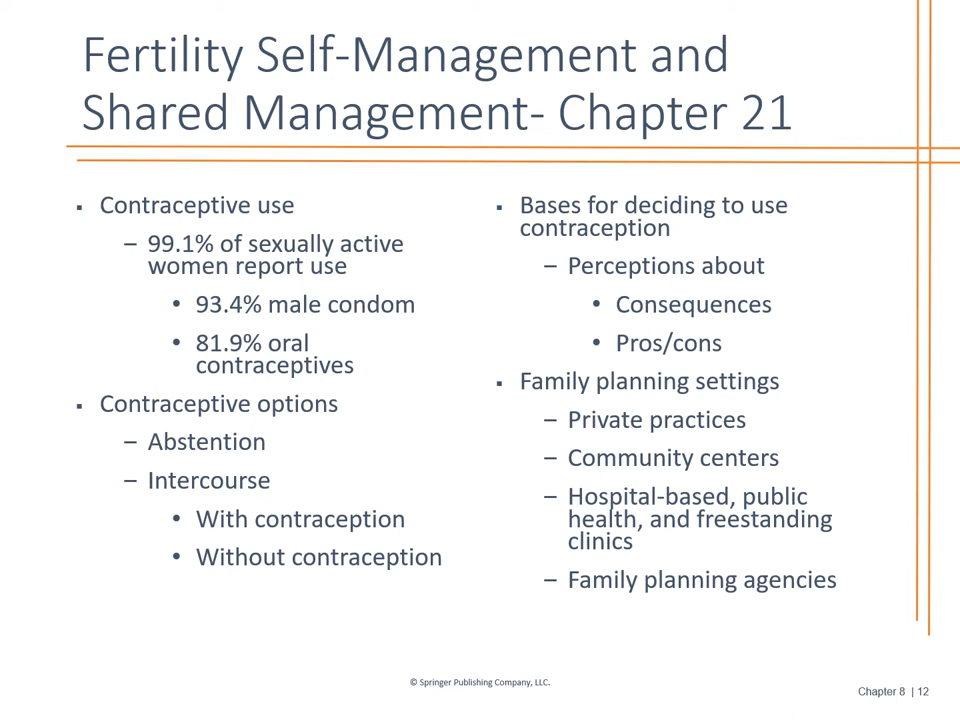 Fertility Self-Management and
Shared Management- Chapter 21
▪ Contraceptive use
– 99.1% of sexually active
women report use
• 93.4% male condom
• 81.9% oral
contraceptives
▪ Contraceptive options
– Abstention
– Intercourse
• With contraception
• Without contraception
▪ Bases for deciding to use
contraception
– Perceptions about
• Consequences
• Pros/cons
▪ Family planning settings
– Private practices
– Community centers
– Hospital-based, public
health, and freestanding
clinics
– Family planning agencies
© Springer Publishing Company, LLC.
Chapter 8 | 12